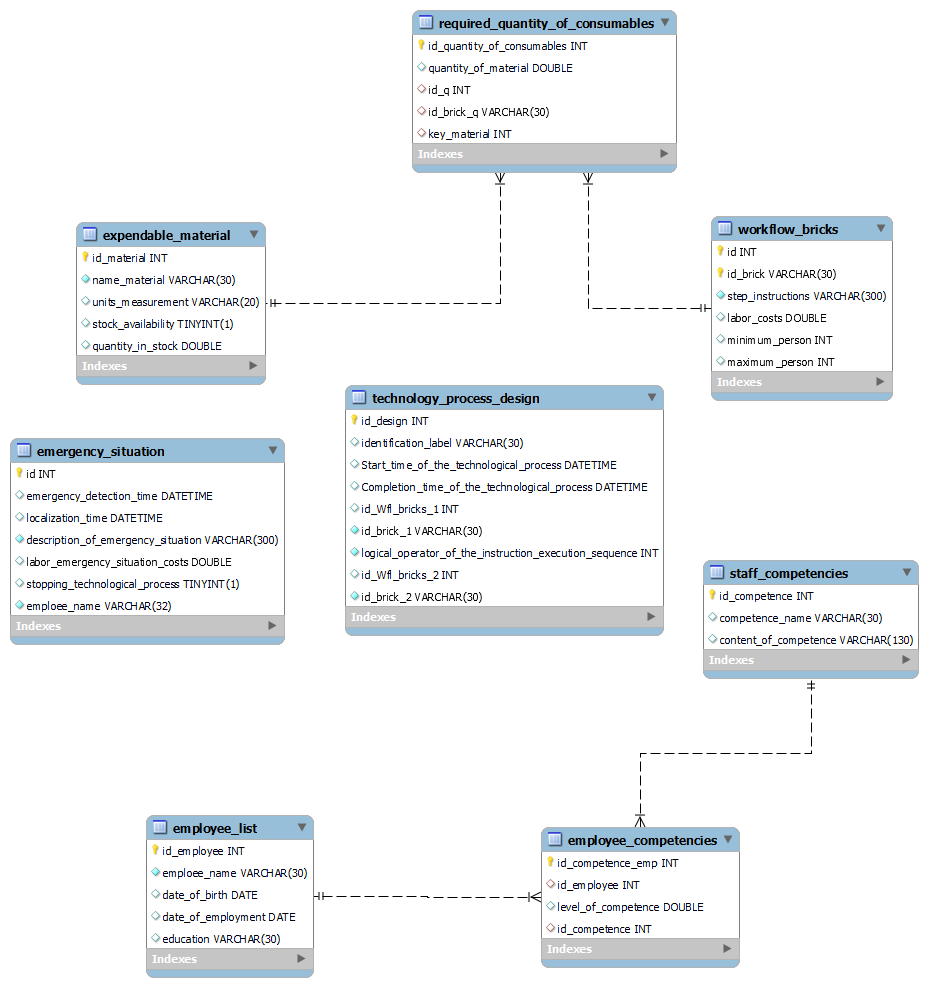 required_quantity_of_consumables
id_quantity_of_consumables INT
quantity_of_material DOUBLE
id_q INT
id_brick_q VARCHAR(30)
key_material INT
Indexes
expendable_material
id_material INT
name_material VARCHAR(30)
units_measurement VARCHAR(20)
stock_availability TINYINT(1)
quantity_in_stock DOUBLE
Indexes
workflow_bricks
id INT
id_brick VARCHAR(30)
step_instructions VARCHAR(300)
labor_costs DOUBLE
minimum_person INT
maximum_person INT
Indexes
technology_process_design
id_design INT
identification_label VARCHAR(30)
Start_time_of_the_technological_process DATETIME
Completion_time_of_the_technological_process DATETIME
id_Wfl_bricks_1 INT
id_brick_1 VARCHAR(30)
logical_operator_of_the_instruction_execution_sequence INT
id_Wfl_bricks_2 INT
id_brick_2 VARCHAR(30)
Indexes
emergency_situation
id INT
emergency_detection_time DATETIME
localization_time DATETIME
description_of_emergency_situation VARCHAR(300)
labor_emergency_situation_costs DOUBLE
stopping_technological_process TINYINT(1)
emploee_name VARCHAR(32)
Indexes
staff_competencies
id_competence INT
competence_name VARCHAR(30)
content_of_competence VARCHAR(130)
Indexes
employee_list
id_employee INT
emploee_name VARCHAR(30)
date_of_birth DATE
date_of_employment DATE
education VARCHAR(30)
Indexes
employee_competencies
id_competence_emp INT
id_employee INT
level_of_competence DOUBLE
id_competence INT
Indexes